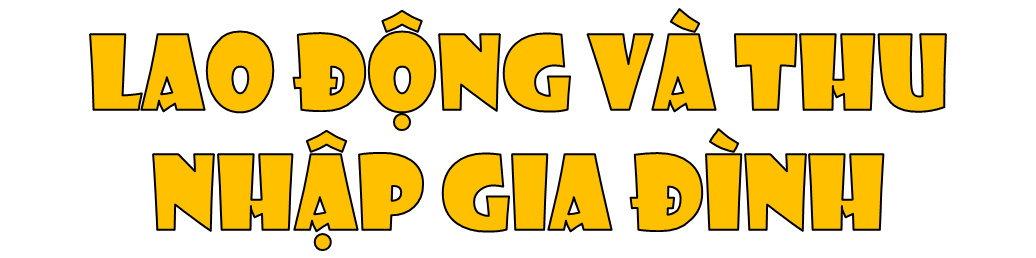 LAO ĐỘNG VÀ THU
NHẬP GIA ĐÌNH